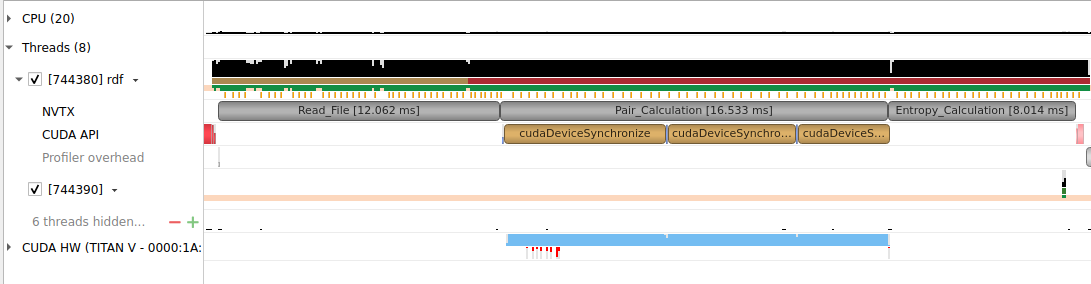 CPU (20)
Threads (8)
[744380] rdf
NVTX
Read_File [12.062 ms]
Pair_Calculation [16.533 ms]
Entropy_Calculation [8.014 ms]
CUDA API
cudaDeviceSynchronize
cudaDeviceSynchro...
cudaDeviceS...
Profiler overhead
[744390]
6 threads hidden...
CUDA HW (TITAN V - 0000:1A: